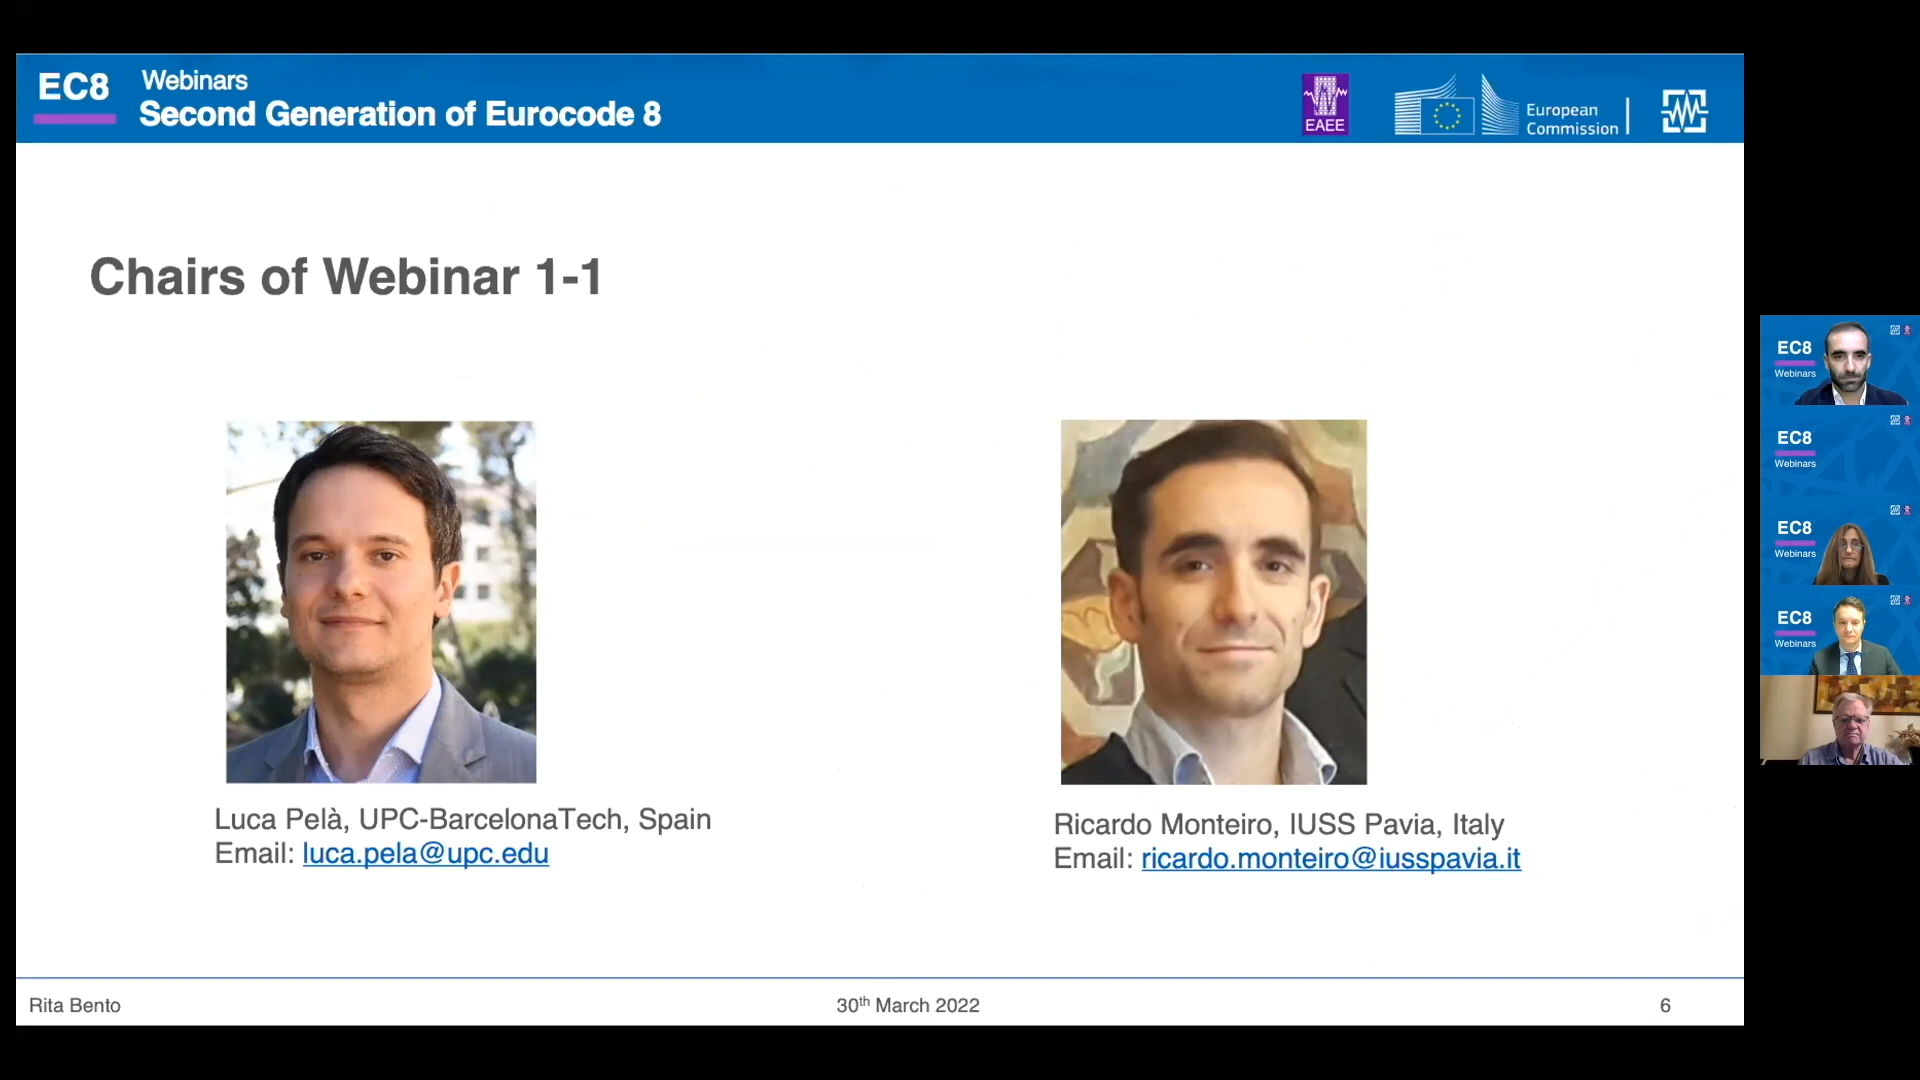 EC8
Webinars
Second Generation of Eurocode 8
EAEE
European
Commission
Chairs of Webinar 1-1
Luca Pelà, UPC-BarcelonaTech, Spain
Email: luca.pela@upc.edu
Ricardo Monteiro, IUSS Pavia, Italy
Email: ricardo.monteiro@iusspavia.it
Rita Bento
30th March 2022
6
EC8
Webinars
EC8
Webinars
EC8
Webinars
EC8
Webinars